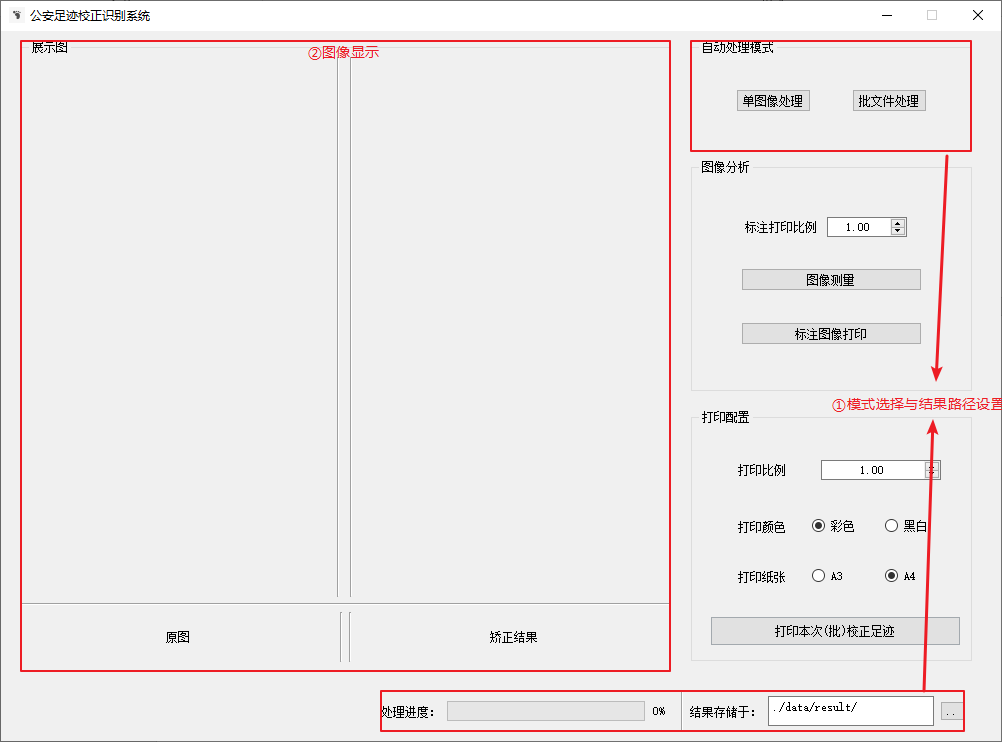 公安足迹校正识别系统
展示图
②图像显示
自动处理模式
单图像处理
批文件处理
图像分析
标注打印比例
1.00
图像测量
标注图像打印
①模式选择与结果路径设置
打印配置
打印比例
1.00
打印颜色
彩色
黑白
打印纸张
A3
A4
打印本次(批)校正足迹
原图
矫正结果
处理进度:
0%
结果存储于:
./data/result/
..